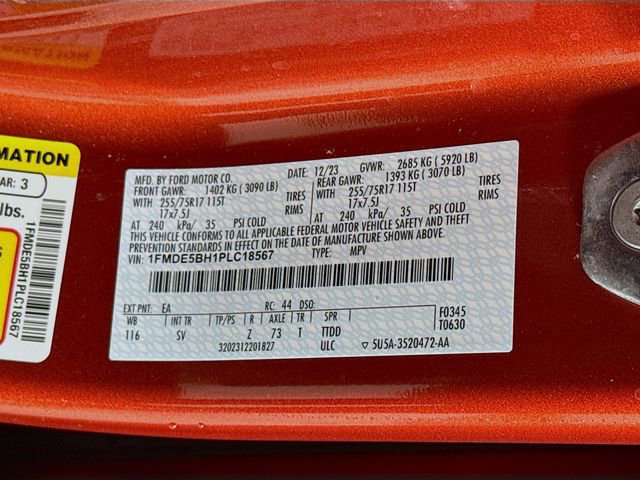 MATION
AR: 3
lbs.
1FMDE5BH1PLC18567
MFD. BY FORD MOTOR CO.
DATE: 12/23 GVWR: 2685 KG ( 5920 LB)
FRONT GAWR: 1402 KG ( 3090 LB) REAR GAWR: 1393 KG ( 3070 LB)
WITH 255/75R17 115T TIRES WITH 255/75R17 115T TIRES
17x7.5J RIMS 17x7.5J RIMS
AT 240 kPa/ 35 PSI COLD AT 240 kPa/ 35 PSI COLD
THIS VEHICLE CONFORMS TO ALL APPLICABLE FEDERAL MOTOR VEHICLE SAFETY AND THEFT
PREVENTION STANDARDS IN EFFECT ON THE DATE OF MANUFACTURE SHOWN ABOVE.
VIN: 1FMDE5BH1PLC18567 TYPE: MPV
EXT PNT: EA RC: 44 DSO: F0345
WB INT TR TP/PS R AXLE TR SPR T0630
116 SV Z 73 T TTDD
3202312201827 ULC 5U5A-3520472-AA